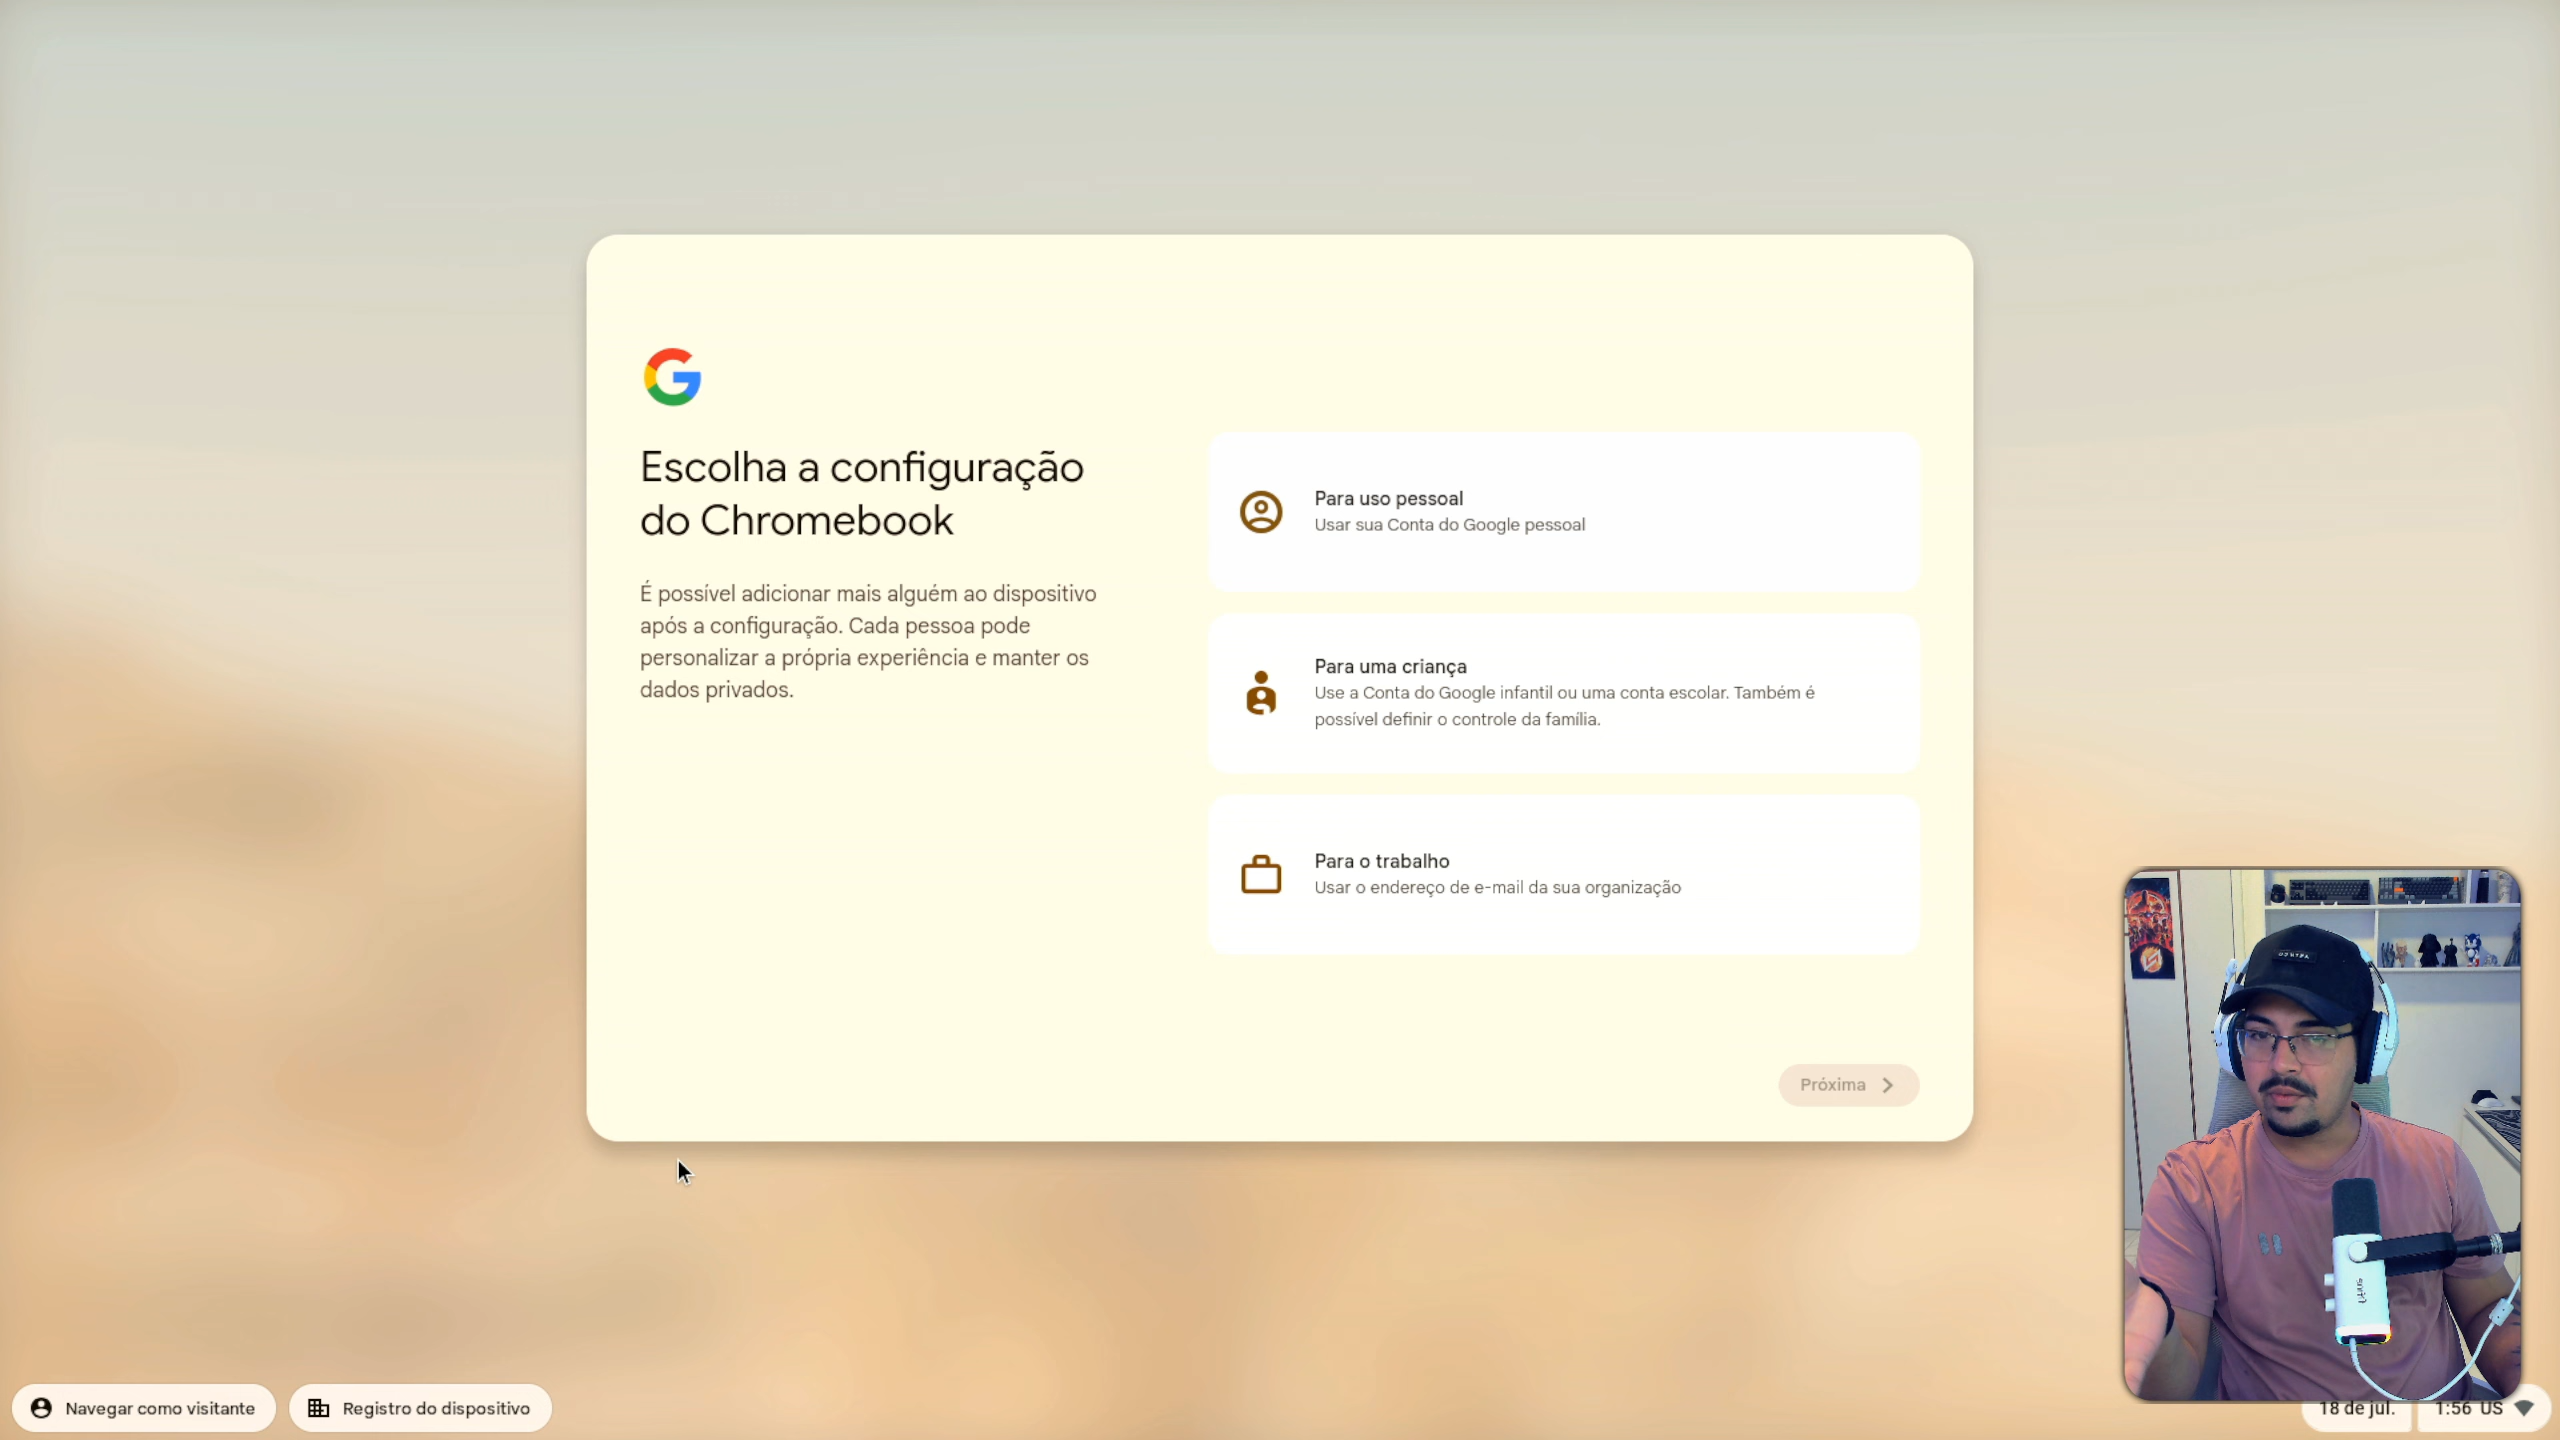 Escolha a configuração
do Chromebook
É possível adicionar mais alguém ao dispositivo
após a configuração. Cada pessoa pode
personalizar a própria experiência e manter os
dados privados.
Para uso pessoal
Usar sua Conta do Google pessoal
Para uma criança
Use a Conta do Google infantil ou uma conta escolar. Também é
possível definir o controle da família.
Para o trabalho
Usar o endereço de e-mail da sua organização
Próxima
Navegar como visitante
Registro do dispositivo
18 de jul.
1:56 US